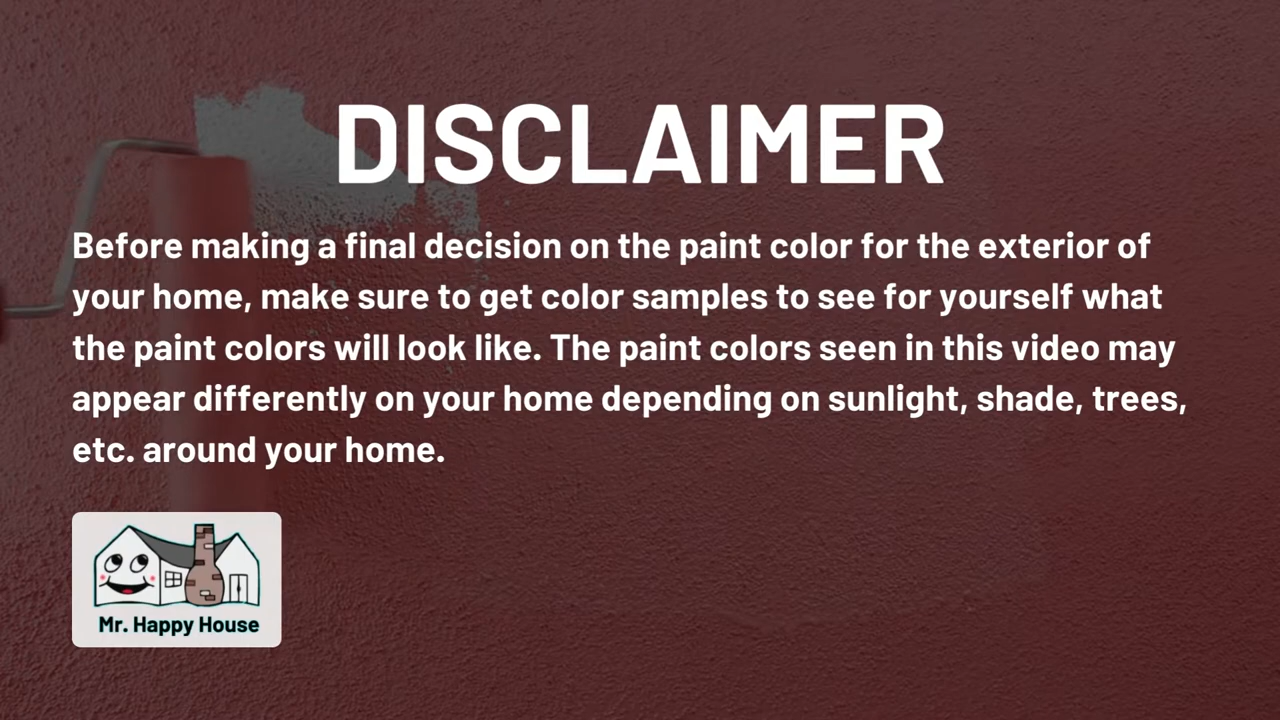 DISCLAIMER
Before making a final decision on the paint color for the exterior of
your home, make sure to get color samples to see for yourself what
the paint colors will look like. The paint colors seen in this video may
appear differently on your home depending on sunlight, shade, trees,
etc. around your home.
Mr. Happy House